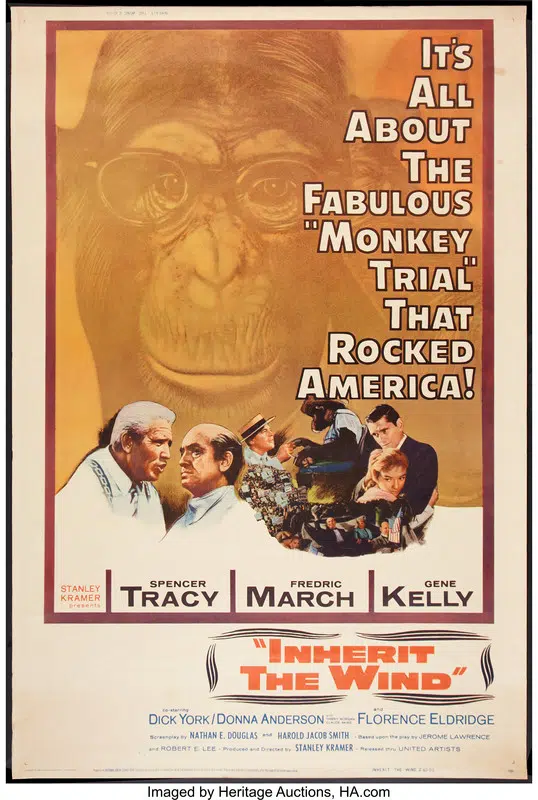 IT'S
ALL
ABOUT
THE
FABULOUS
"MONKEY
TRIAL"
THAT
ROCKED
AMERICA!
STANLEY
KRAMER
presents
SPENCER
TRACY
FREDRIC
MARCH
GENE
KELLY
"INHERIT
THE WIND"
co-starring
DICK YORK / DONNA ANDERSON
and
FLORENCE ELDRIDGE
Screenplay by NATHAN E. DOUGLAS and HAROLD JACOB SMITH · Based upon the play by JEROME LAWRENCE
and ROBERT E. LEE · Produced and Directed by STANLEY KRAMER · Released thru UNITED ARTISTS
Imaged by Heritage Auctions, HA.com